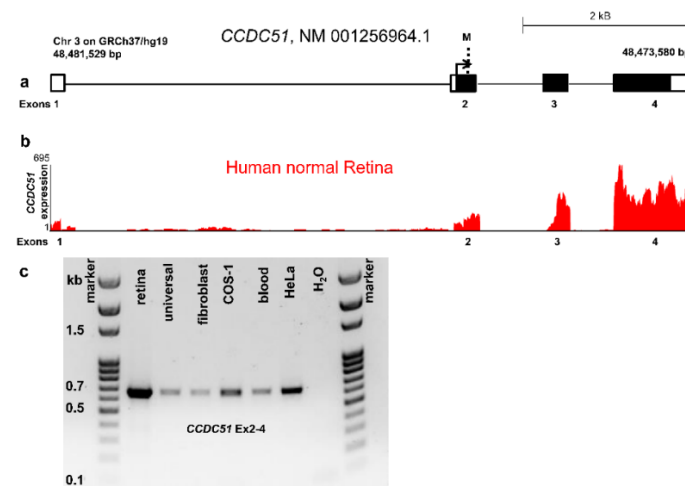 2 kB
Chr 3 on GRCh37/hg19
48,481,529 bp
CCDC51, NM 001256964.1
M
48,473,580 bp
a
Exons 1
2
3
4
b
695
CCDC51
expression
1
Human normal Retina
Exons
1
2
3
4
c
kb
marker
retina
universal
fibroblast
COS-1
blood
HeLa
H₂O
marker
1.5
0.7
0.5
CCDC51 Ex2-4
0.1